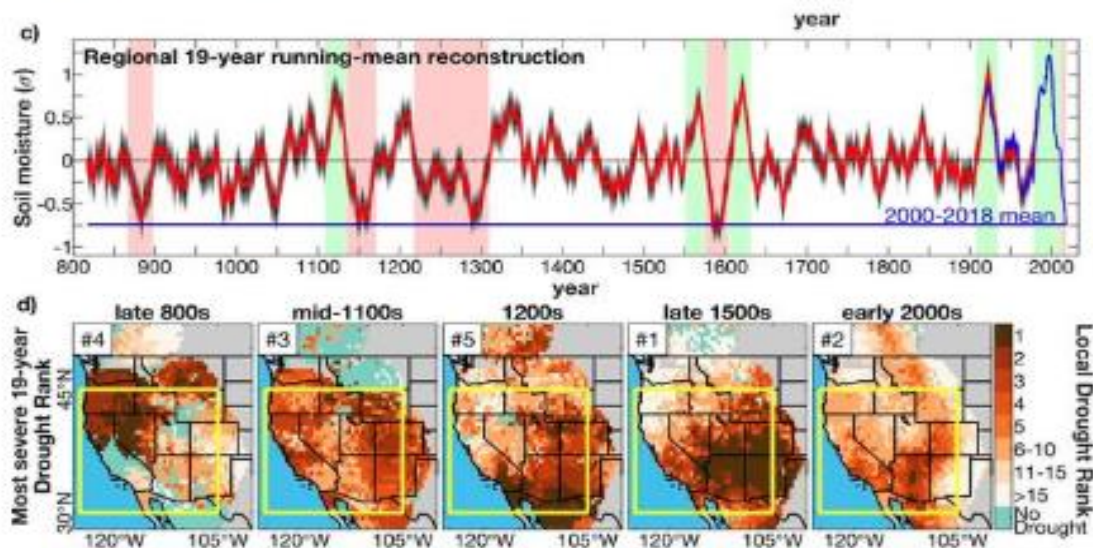 year
c)
Regional 19-year running-mean reconstruction
Soil moisture (σ)
1
0.5
0
-0.5
-1
2000-2018 mean
800 900 1000 1100 1200 1300 1400 1500 1600 1700 1800 1900 2000
year
d)
late 800s mid-1100s 1200s late 1500s early 2000s
#4 #3 #5 #1 #2
Most severe 19-year
Drought Rank
45°N
30°N
120°W 105°W 120°W 105°W 120°W 105°W 120°W 105°W 120°W 105°W
1
2
3
4
5
6-10
11-15
>15
No
Drought
Local Drought Rank